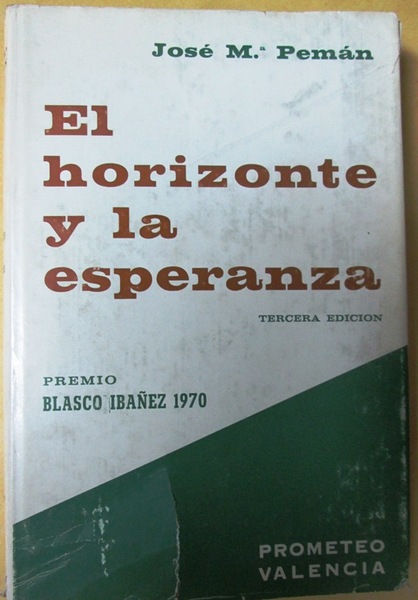 José M.ª Pemán
El
horizonte
y la
esperanza
TERCERA EDICION
PREMIO
BLASCO IBAÑEZ 1970
PROMETEO
VALENCIA